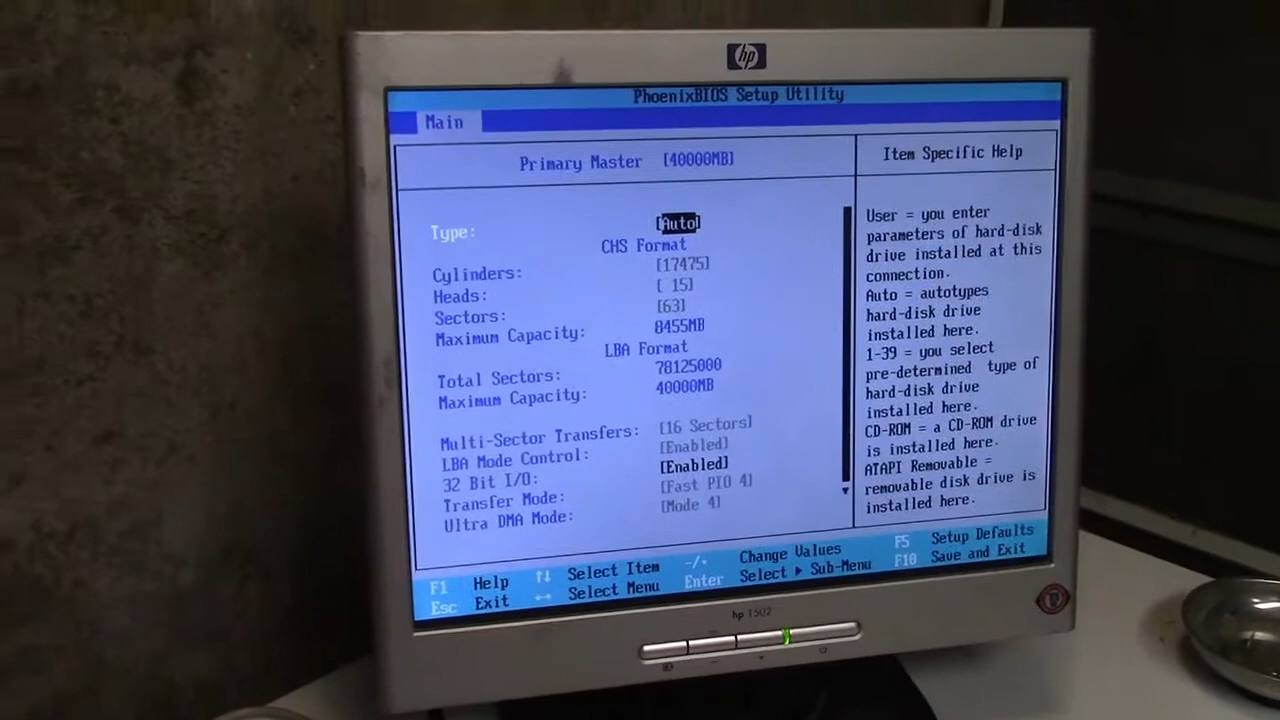 hp
PhoenixBIOS Setup Utility
Main
Primary Master [40000MB]
Item Specific Help
Type: [Auto]
CHS Format
Cylinders: [17475]
Heads: [ 15]
Sectors: [63]
Maximum Capacity: 8455MB
LBA Format
Total Sectors: 78125000
Maximum Capacity: 40000MB
Multi-Sector Transfers: [16 Sectors]
LBA Mode Control: [Enabled]
32 Bit I/O: [Enabled]
Transfer Mode: [Fast PIO 4]
Ultra DMA Mode: [Mode 4]
User = you enter
parameters of hard-disk
drive installed at this
connection.
Auto = autotypes
hard-disk drive
installed here.
1-39 = you select
pre-determined type of
hard-disk drive
installed here.
CD-ROM = a CD-ROM drive
is installed here.
ATAPI Removable =
removable disk drive is
installed here.
F1 Help ↑↓ Select Item -/+ Change Values F5 Setup Defaults
Esc Exit ↔ Select Menu Enter Select ▶ Sub-Menu F10 Save and Exit
hp 1502